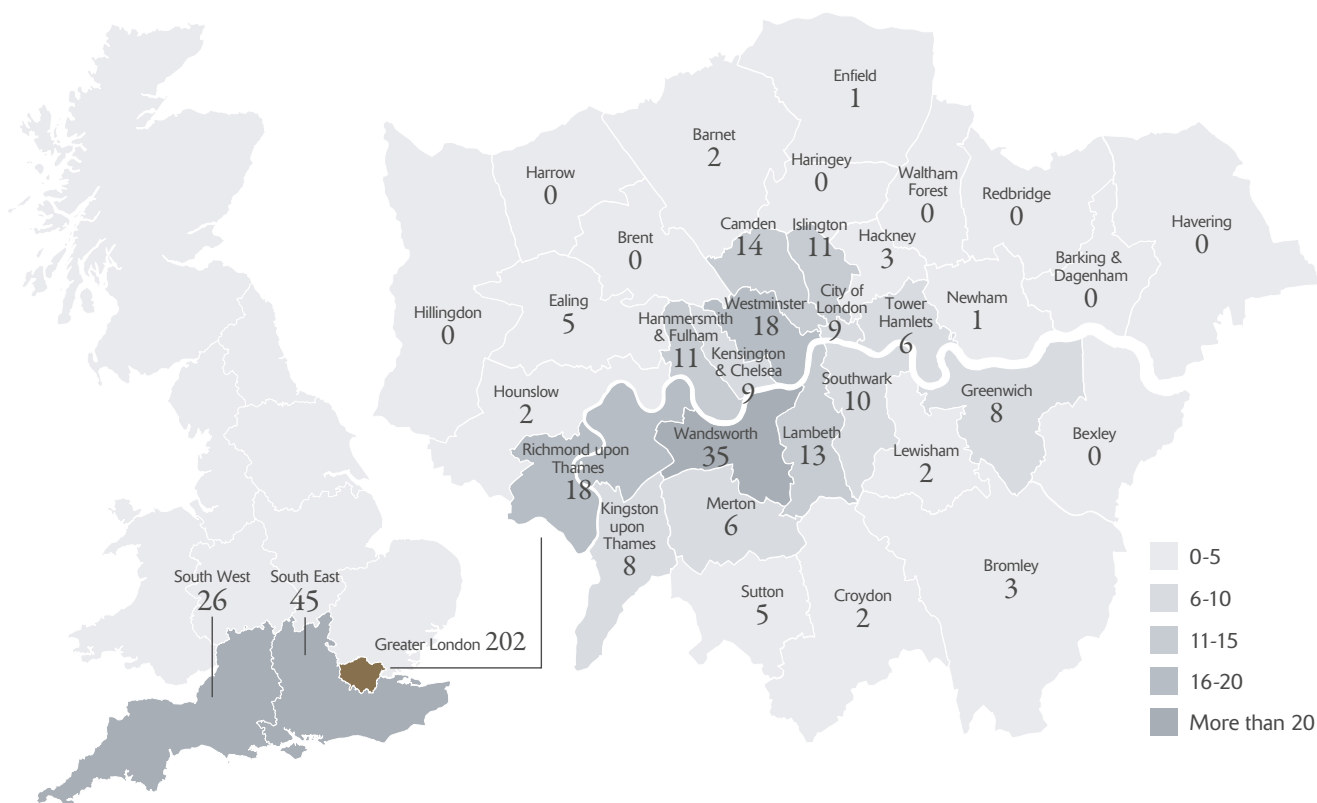 Enfield
1
Barnet
2
Haringey
0
Harrow
0
Waltham
Forest
0
Redbridge
0
Havering
0
Camden
14
Islington
11
Hackney
3
Brent
0
Barking &
Dagenham
0
Hillingdon
0
Ealing
5
Hammersmith
& Fulham
11
Westminster
18
City of
London
9
Tower
Hamlets
6
Newham
1
Kensington
& Chelsea
9
Southwark
10
Greenwich
8
Hounslow
2
Bexley
0
Richmond upon
Thames
18
Wandsworth
35
Lambeth
13
Lewisham
2
Kingston
upon
Thames
8
Merton
6
Sutton
5
Croydon
2
Bromley
3
South West
26
South East
45
Greater London 202
0-5
6-10
11-15
16-20
More than 20